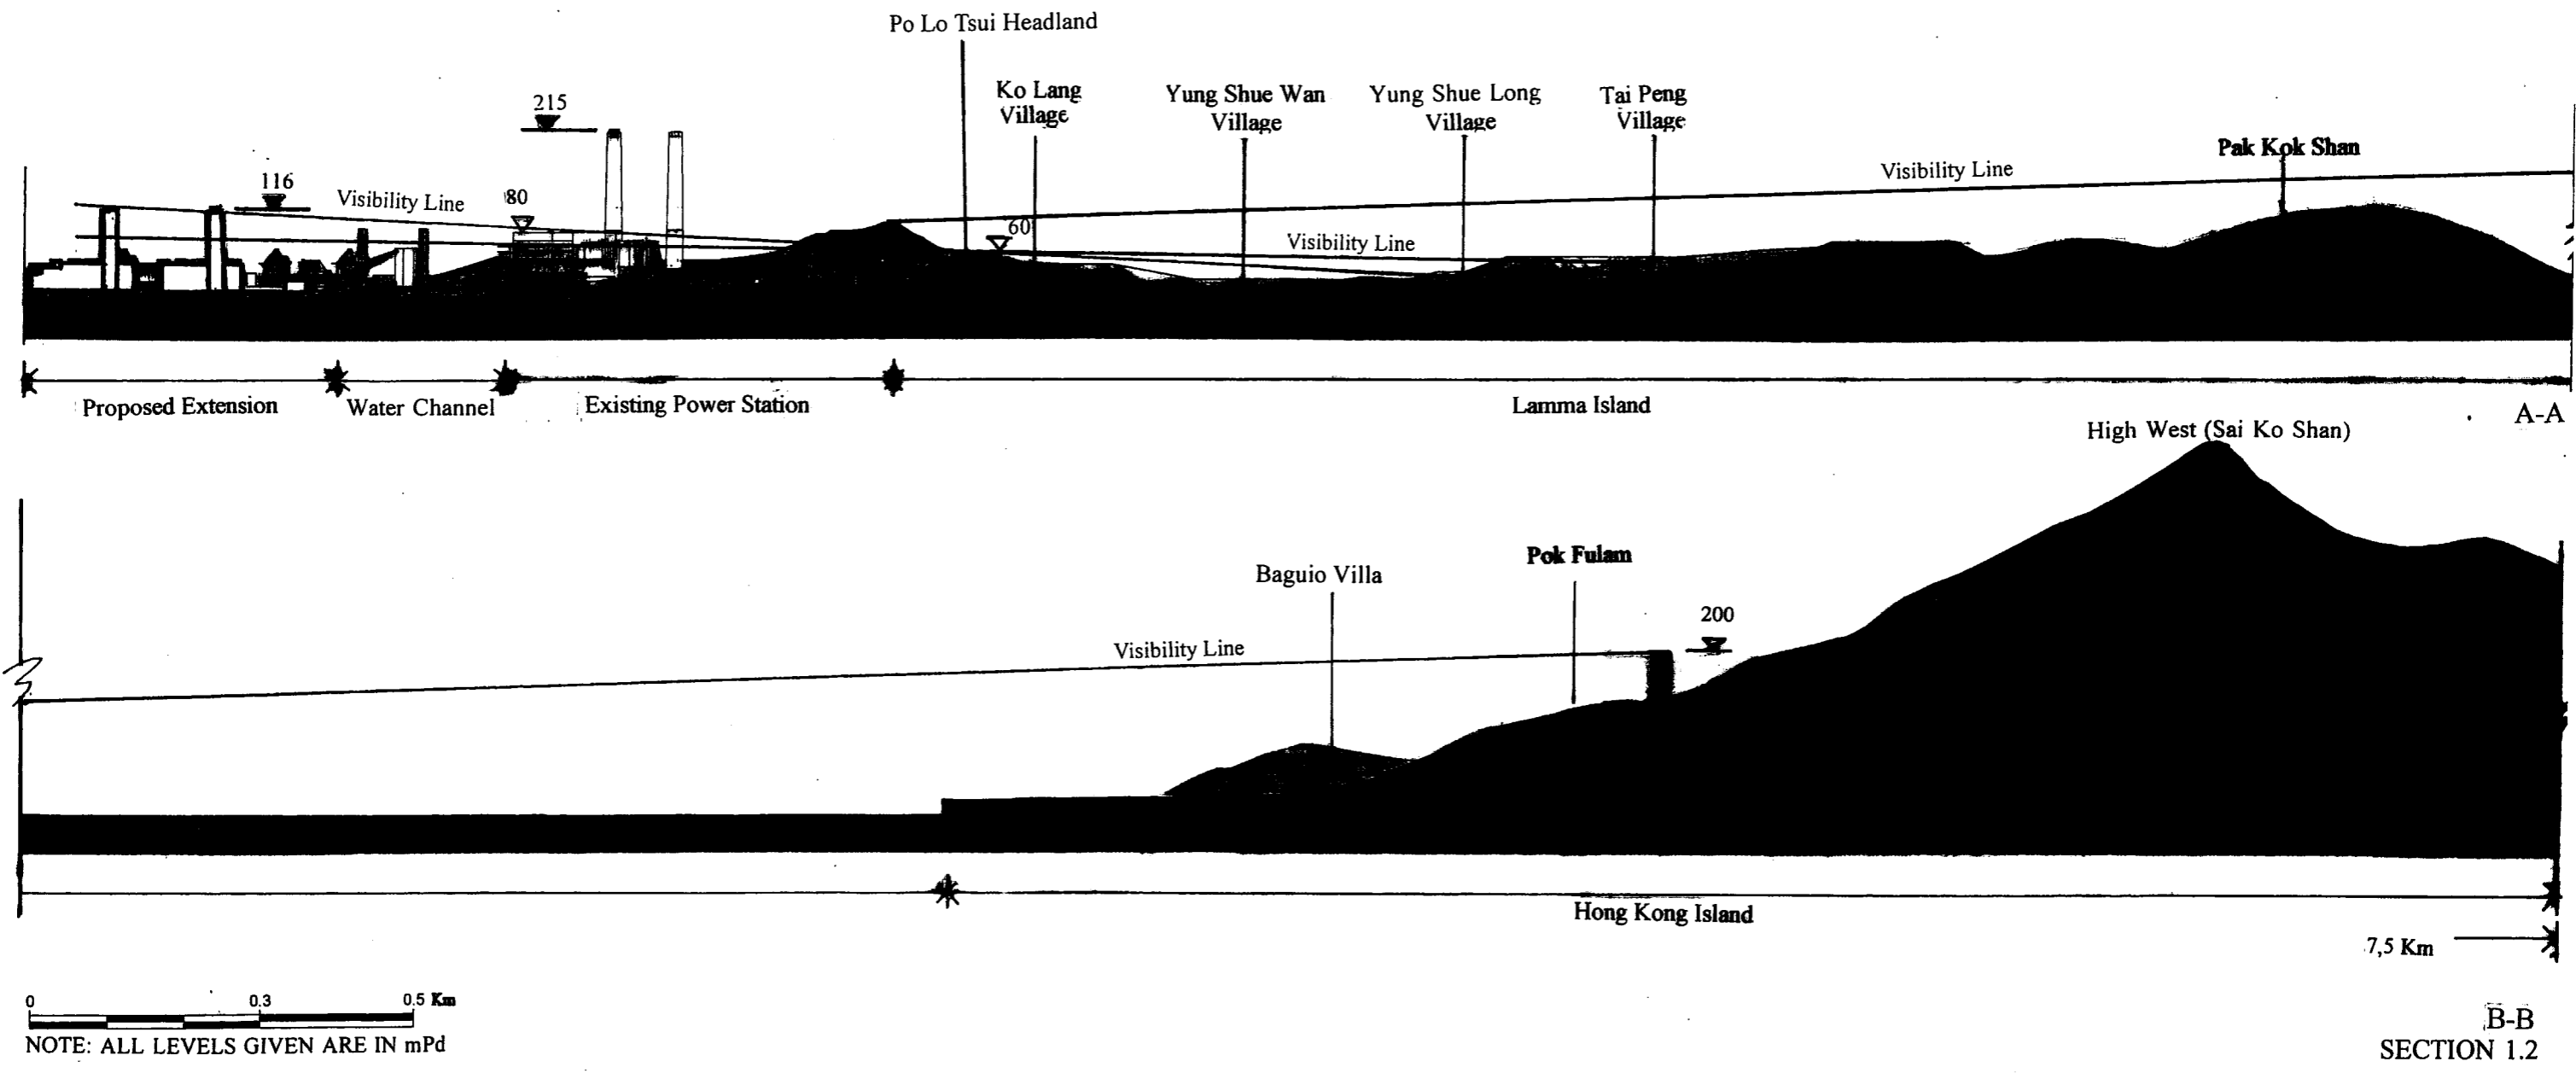 Po Lo Tsui Headland
Ko Lang
Village
Yung Shue Wan
Village
Yung Shue Long
Village
Tai Peng
Village
Pak Kok Shan
215
116
80
60
Visibility Line
Visibility Line
Visibility Line
Proposed Extension
Water Channel
Existing Power Station
Lamma Island
A-A
High West (Sai Ko Shan)
Pok Fulam
Baguio Villa
200
Visibility Line
Hong Kong Island
7,5 Km
0 0.3 0.5 Km
NOTE: ALL LEVELS GIVEN ARE IN mPd
B-B
SECTION 1.2